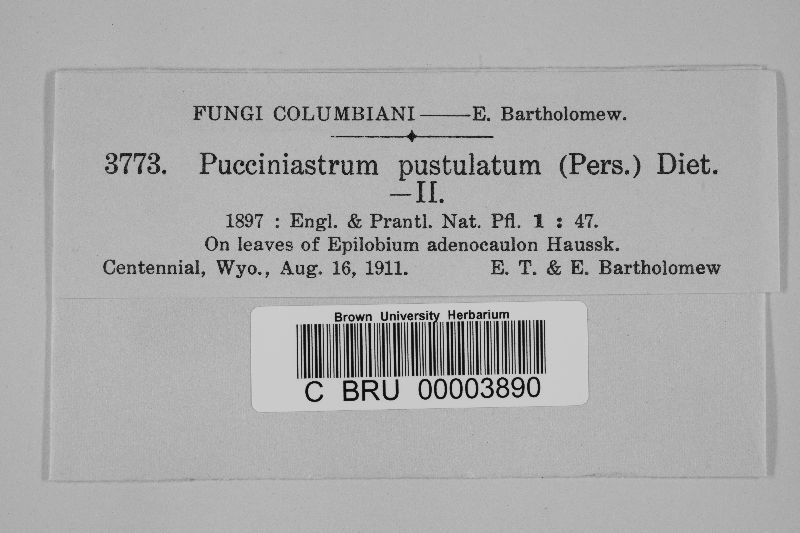 FUNGI COLUMBIANI—E. Bartholomew.
3773. Pucciniastrum pustulatum (Pers.) Diet.
—II.
1897 : Engl. & Prantl. Nat. Pfl. 1 : 47.
On leaves of Epilobium adenocaulon Haussk.
Centennial, Wyo., Aug. 16, 1911. E. T. & E. Bartholomew
Brown University Herbarium
C BRU 00003890